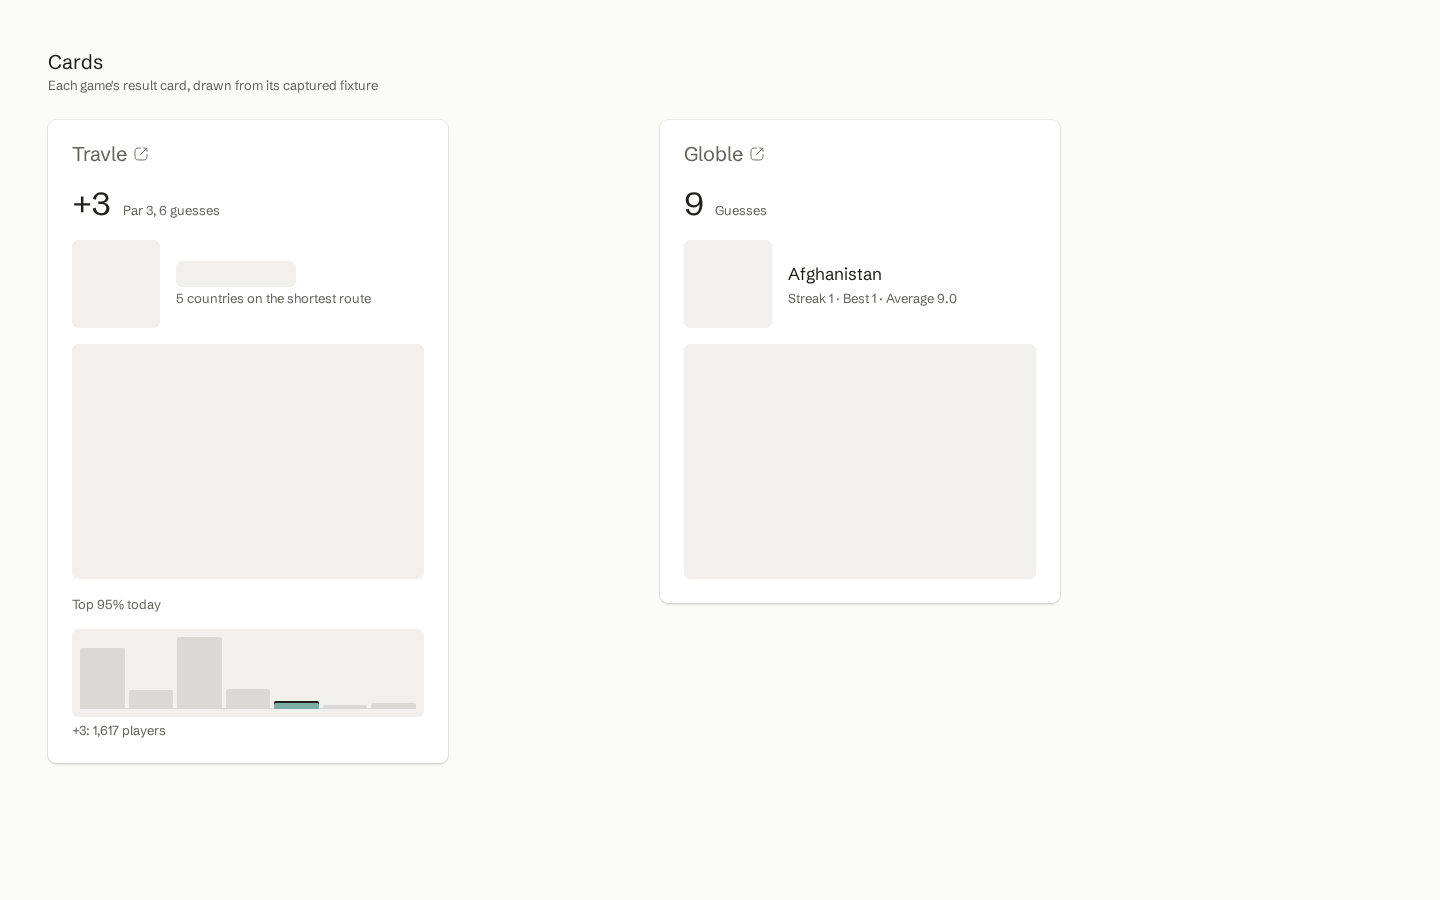 Cards
Each game's result card, drawn from its captured fixture
Travle
+3 Par 3, 6 guesses
5 countries on the shortest route
Top 95% today
+3: 1,617 players
Globle
9 Guesses
Afghanistan
Streak 1 · Best 1 · Average 9.0